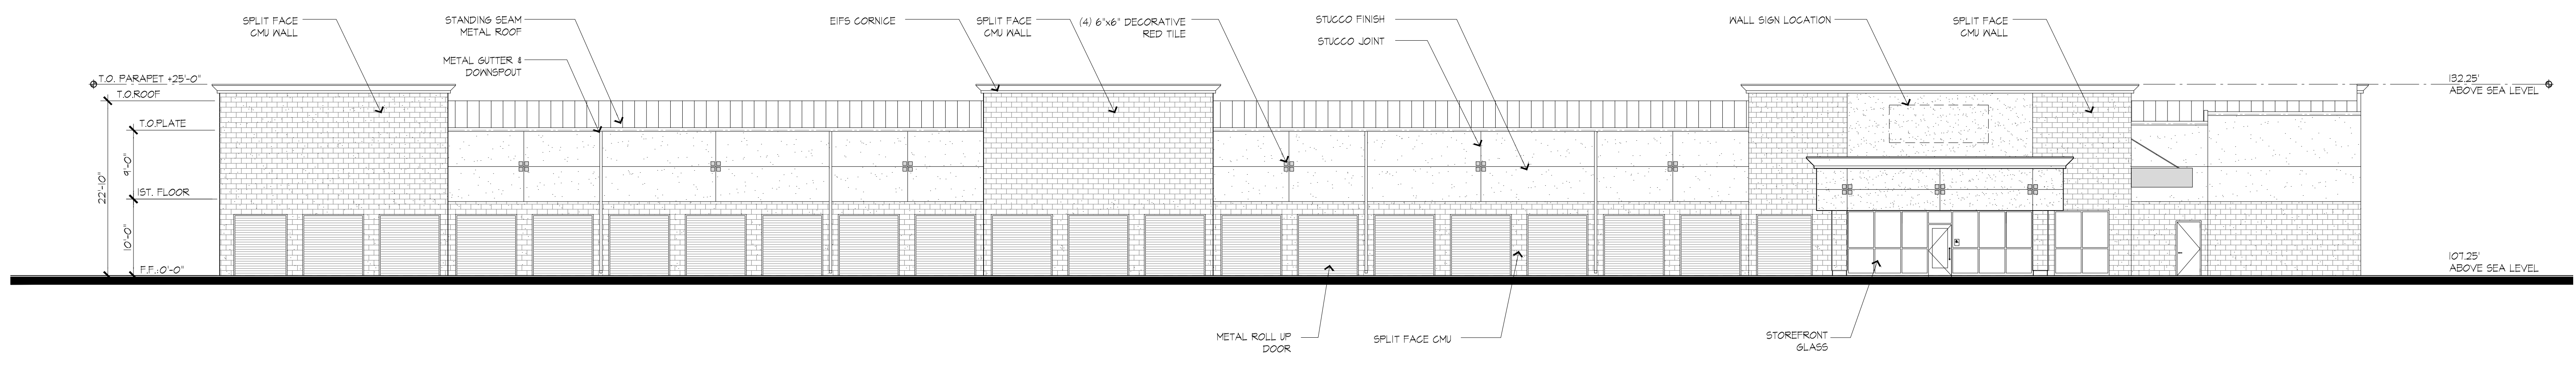 SPLIT FACE
CMU WALL
STANDING SEAM
METAL ROOF
METAL GUTTER &
DOWNSPOUT
EIFS CORNICE
SPLIT FACE
CMU WALL
(4) 6"x6" DECORATIVE
RED TILE
STUCCO FINISH
STUCCO JOINT
WALL SIGN LOCATION
SPLIT FACE
CMU WALL
T.O. PARAPET +25'-0"
T.O.ROOF
T.O.PLATE
9'-0"
22'-10"
1ST. FLOOR
10'-0"
F.F.:0'-0"
132.25'
ABOVE SEA LEVEL
107.25'
ABOVE SEA LEVEL
METAL ROLL UP
DOOR
SPLIT FACE CMU
STOREFRONT
GLASS